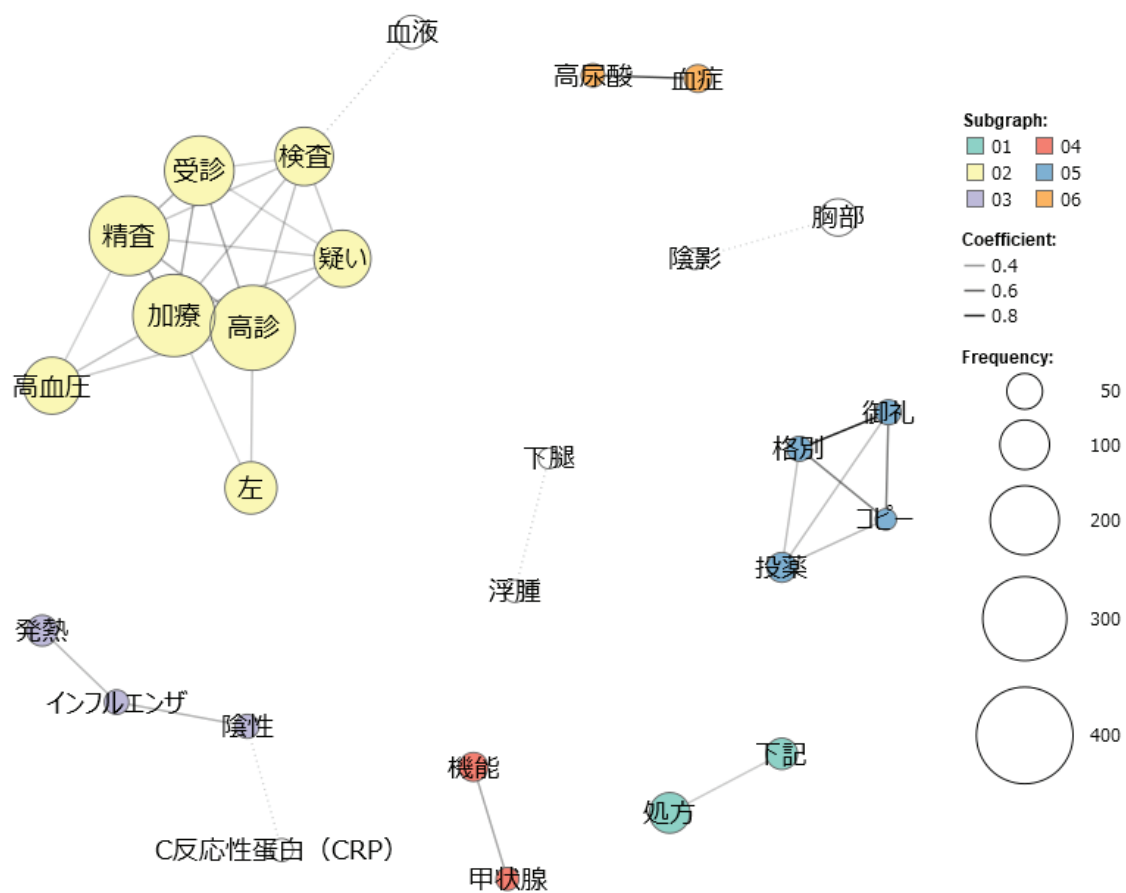 血液
高尿酸
血症
検査
受診
精査
疑い
加療
高診
高血圧
左
胸部
陰影
下腿
浮腫
御礼
格別
コピー
投薬
発熱
インフルエンザ
陰性
C反応性蛋白（CRP）
機能
甲状腺
下記
処方
Subgraph:
01 04
02 05
03 06
Coefficient:
0.4
0.6
0.8
Frequency:
50
100
200
300
400